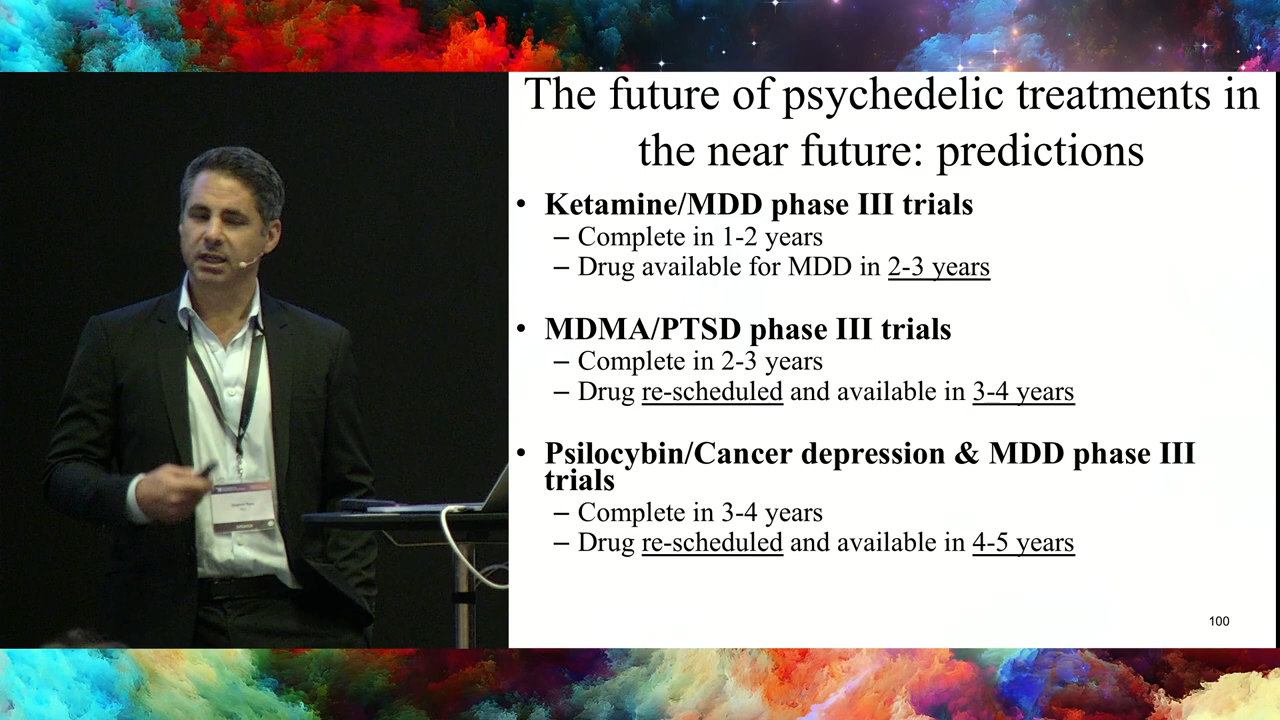 The future of psychedelic treatments in
the near future: predictions
• Ketamine/MDD phase III trials
– Complete in 1-2 years
– Drug available for MDD in 2-3 years
• MDMA/PTSD phase III trials
– Complete in 2-3 years
– Drug re-scheduled and available in 3-4 years
• Psilocybin/Cancer depression & MDD phase III
trials
– Complete in 3-4 years
– Drug re-scheduled and available in 4-5 years
100